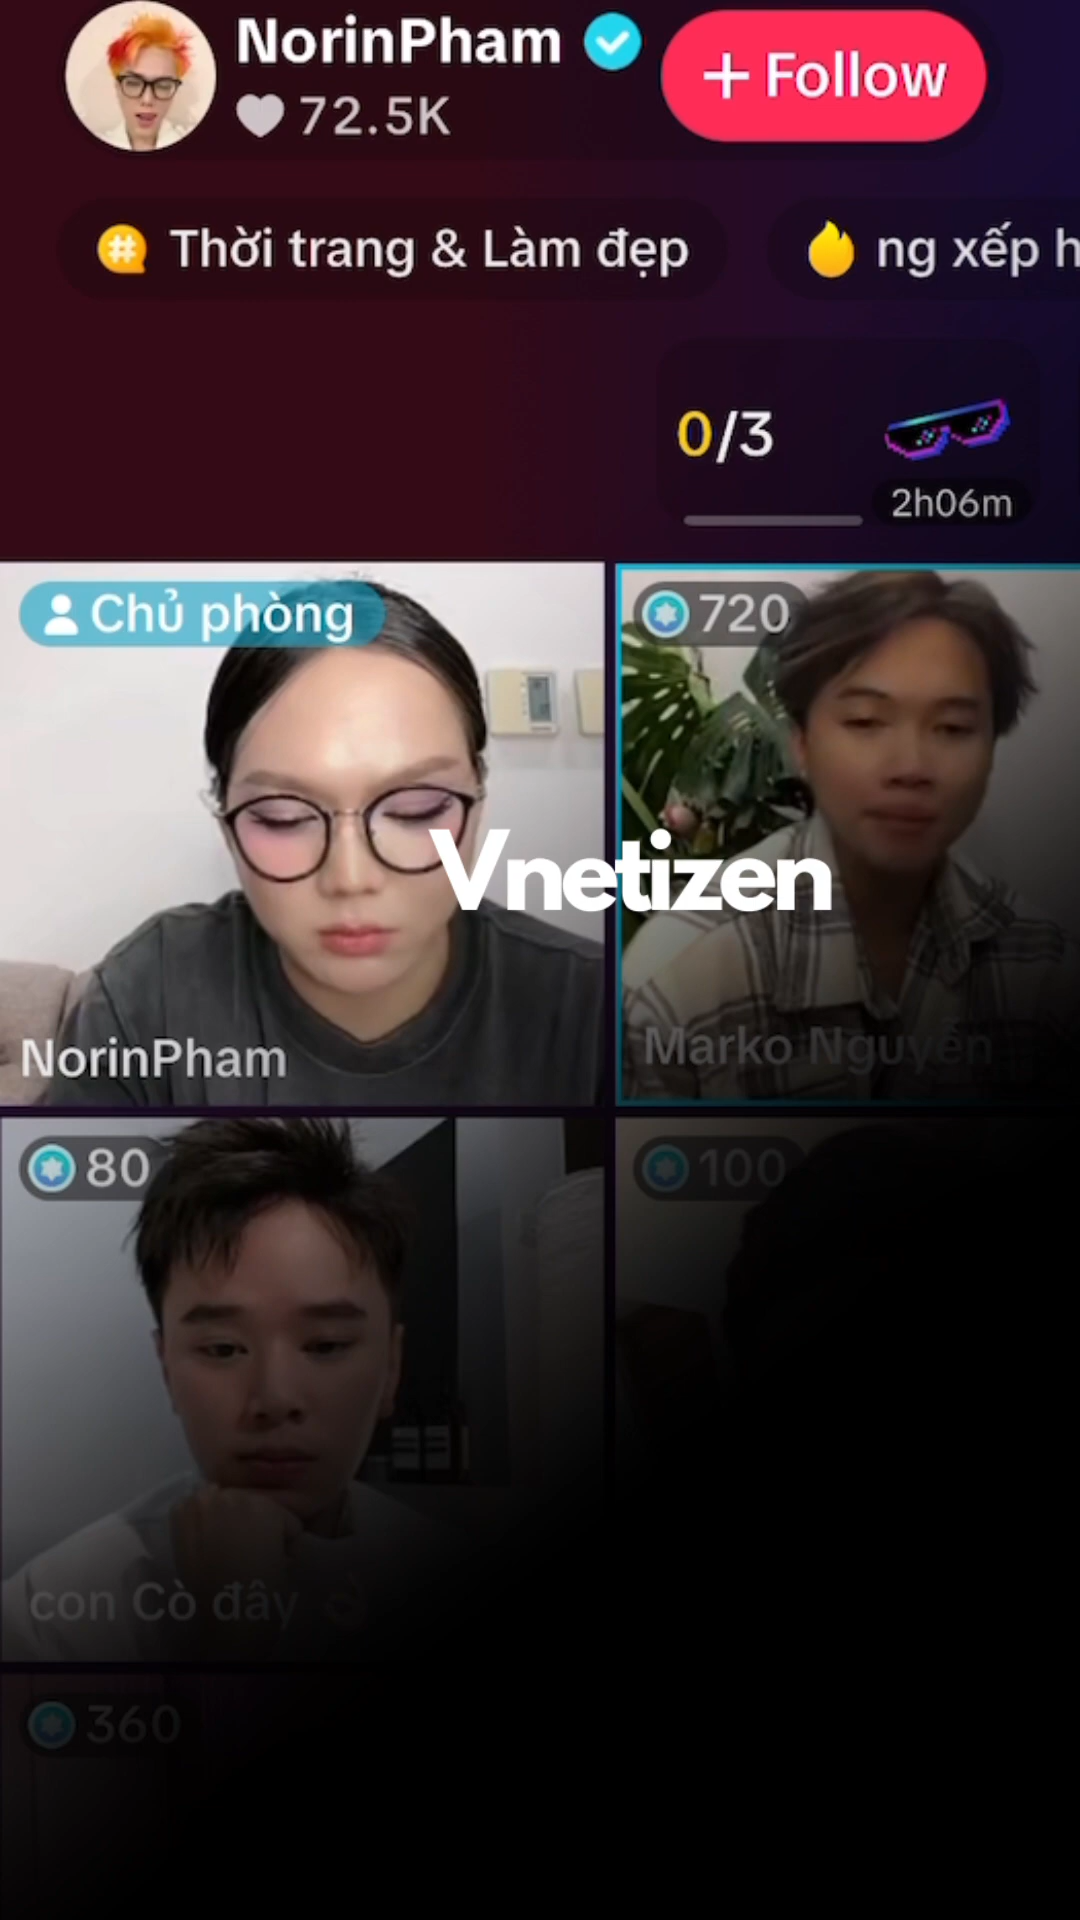 NorinPham
72.5K
+ Follow
Thời trang & Làm đẹp
ng xếp h
0/3
2h06m
Chủ phòng
720
Vnetizen
NorinPham
Marko Nguyễn
80
100
con Cò đây
360